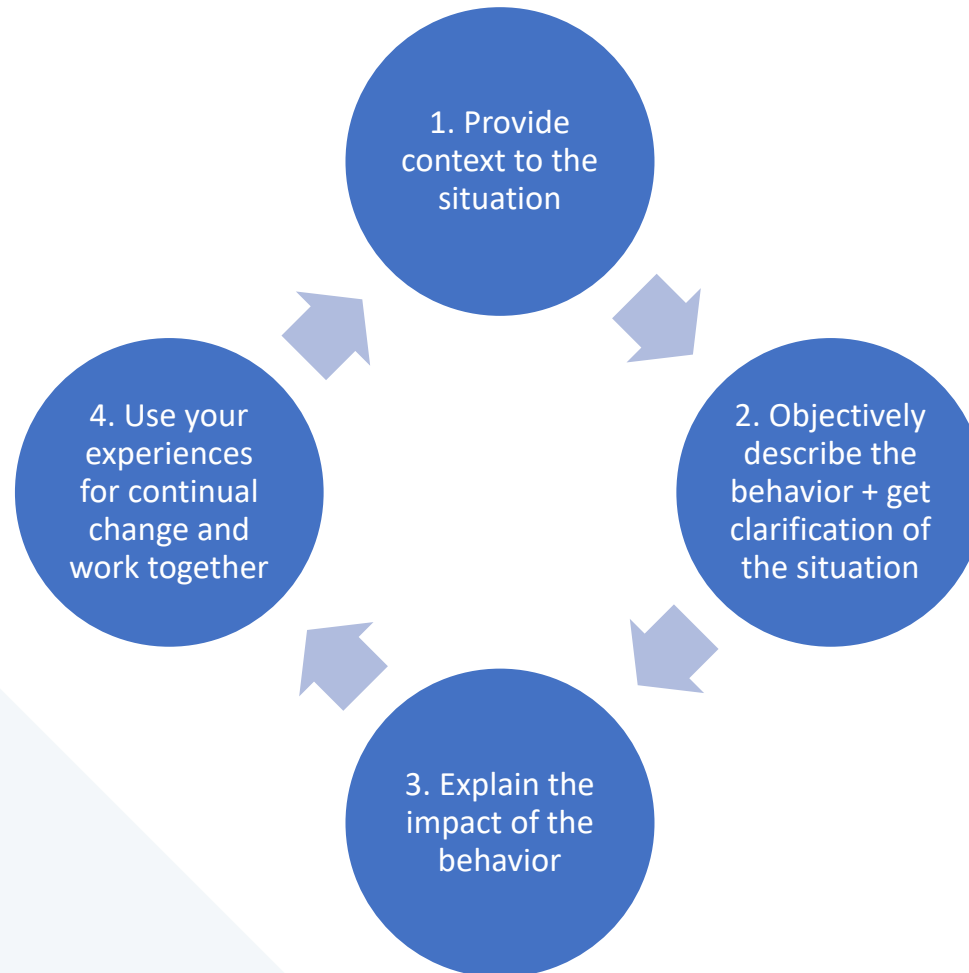 1. Provide
context to the
situation
2. Objectively
describe the
behavior + get
clarification of
the situation
3. Explain the
impact of the
behavior
4. Use your
experiences
for continual
change and
work together